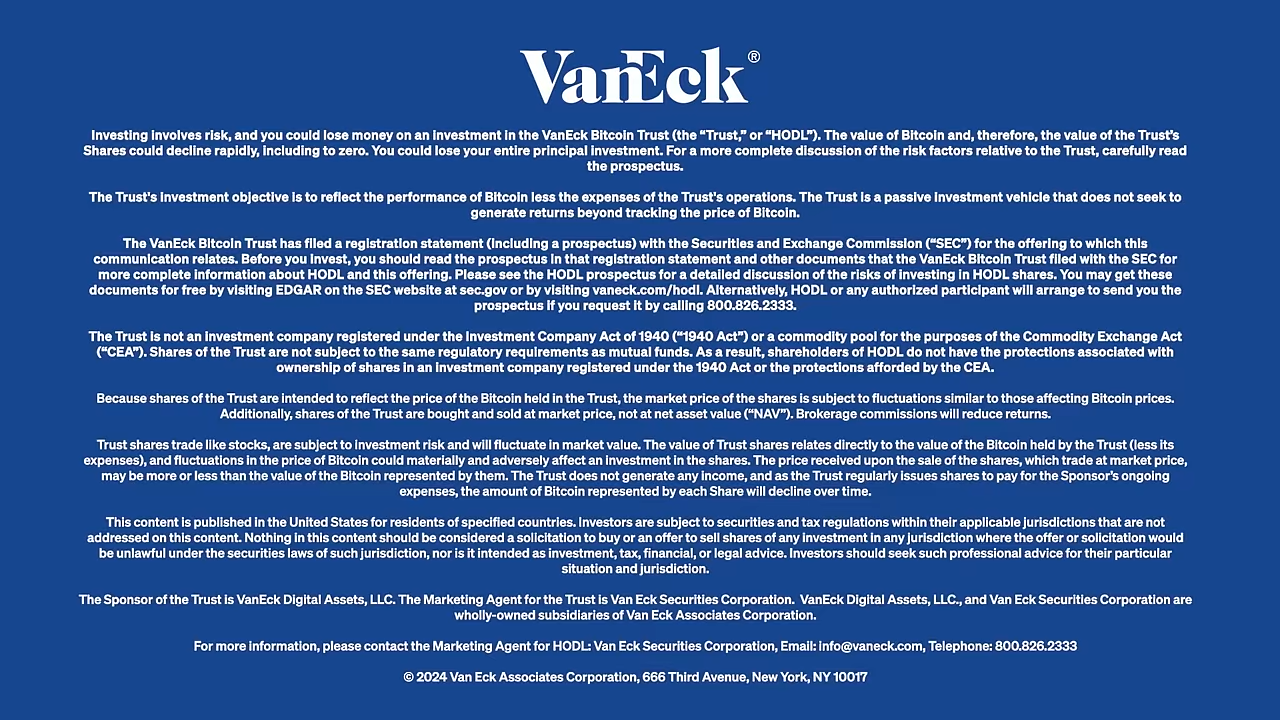 VanEck®
Investing involves risk, and you could lose money on an investment in the VanEck Bitcoin Trust (the “Trust,” or “HODL”). The value of Bitcoin and, therefore, the value of the Trust’s
Shares could decline rapidly, including to zero. You could lose your entire principal investment. For a more complete discussion of the risk factors relative to the Trust, carefully read
the prospectus.
The Trust's investment objective is to reflect the performance of Bitcoin less the expenses of the Trust's operations. The Trust is a passive investment vehicle that does not seek to
generate returns beyond tracking the price of Bitcoin.
The VanEck Bitcoin Trust has filed a registration statement (including a prospectus) with the Securities and Exchange Commission (“SEC”) for the offering to which this
communication relates. Before you invest, you should read the prospectus in that registration statement and other documents that the VanEck Bitcoin Trust filed with the SEC for
more complete information about HODL and this offering. Please see the HODL prospectus for a detailed discussion of the risks of investing in HODL shares. You may get these
documents for free by visiting EDGAR on the SEC website at sec.gov or by visiting vaneck.com/hodl. Alternatively, HODL or any authorized participant will arrange to send you the
prospectus if you request it by calling 800.826.2333.
The Trust is not an investment company registered under the Investment Company Act of 1940 (“1940 Act”) or a commodity pool for the purposes of the Commodity Exchange Act
(“CEA”). Shares of the Trust are not subject to the same regulatory requirements as mutual funds. As a result, shareholders of HODL do not have the protections associated with
ownership of shares in an investment company registered under the 1940 Act or the protections afforded by the CEA.
Because shares of the Trust are intended to reflect the price of the Bitcoin held in the Trust, the market price of the shares is subject to fluctuations similar to those affecting Bitcoin prices.
Additionally, shares of the Trust are bought and sold at market price, not at net asset value (“NAV”). Brokerage commissions will reduce returns.
Trust shares trade like stocks, are subject to investment risk and will fluctuate in market value. The value of Trust shares relates directly to the value of the Bitcoin held by the Trust (less its
expenses), and fluctuations in the price of Bitcoin could materially and adversely affect an investment in the shares. The price received upon the sale of the shares, which trade at market price,
may be more or less than the value of the Bitcoin represented by them. The Trust does not generate any income, and as the Trust regularly issues shares to pay for the Sponsor’s ongoing
expenses, the amount of Bitcoin represented by each Share will decline over time.
This content is published in the United States for residents of specified countries. Investors are subject to securities and tax regulations within their applicable jurisdictions that are not
addressed on this content. Nothing in this content should be considered a solicitation to buy or an offer to sell shares of any investment in any jurisdiction where the offer or solicitation would
be unlawful under the securities laws of such jurisdiction, nor is it intended as investment, tax, financial, or legal advice. Investors should seek such professional advice for their particular
situation and jurisdiction.
The Sponsor of the Trust is VanEck Digital Assets, LLC. The Marketing Agent for the Trust is Van Eck Securities Corporation. VanEck Digital Assets, LLC., and Van Eck Securities Corporation are
wholly-owned subsidiaries of Van Eck Associates Corporation.
For more information, please contact the Marketing Agent for HODL: Van Eck Securities Corporation, Email: info@vaneck.com, Telephone: 800.826.2333
© 2024 Van Eck Associates Corporation, 666 Third Avenue, New York, NY 10017